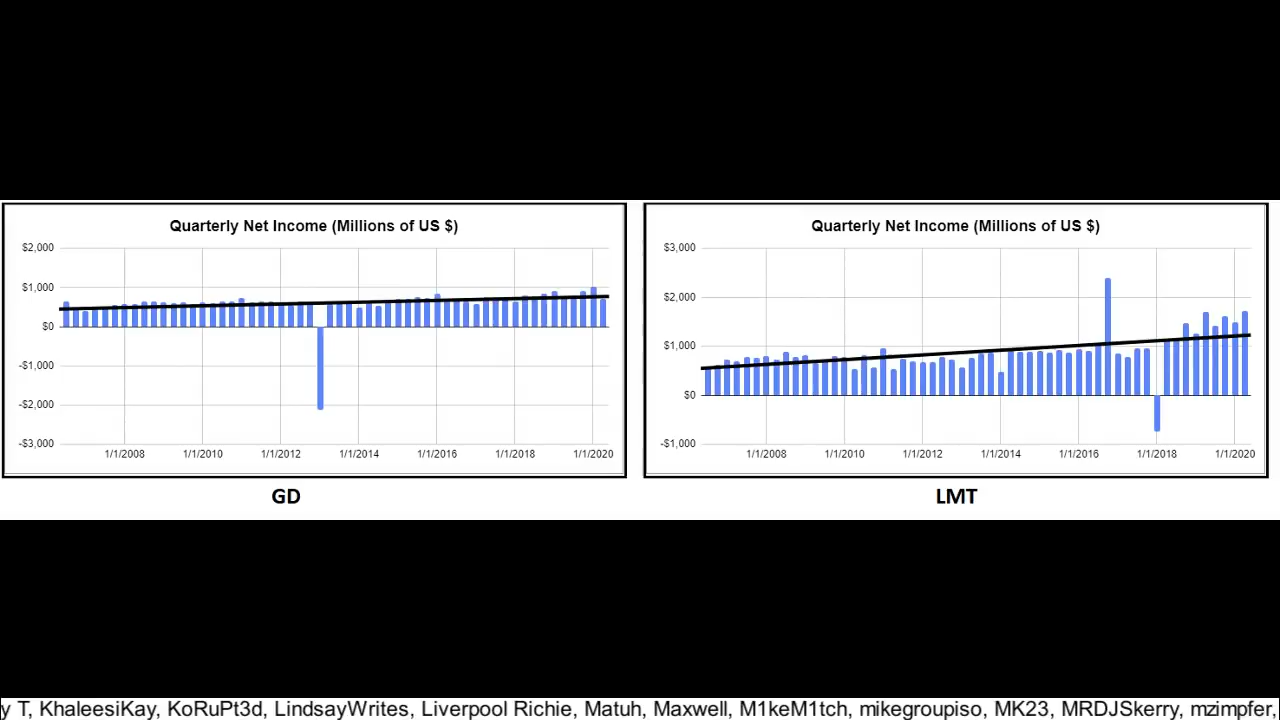 Quarterly Net Income (Millions of US $)
$2,000
$1,000
$0
-$1,000
-$2,000
-$3,000
1/1/2008 1/1/2010 1/1/2012 1/1/2014 1/1/2016 1/1/2018 1/1/2020
GD
Quarterly Net Income (Millions of US $)
$3,000
$2,000
$1,000
$0
-$1,000
1/1/2008 1/1/2010 1/1/2012 1/1/2014 1/1/2016 1/1/2018 1/1/2020
LMT
y T, KhaleesiKay, KoRuPt3d, LindsayWrites, Liverpool Richie, Matuh, Maxwell, M1keM1tch, mikegroupiso, MK23, MRDJSkerry, mzimpfer,